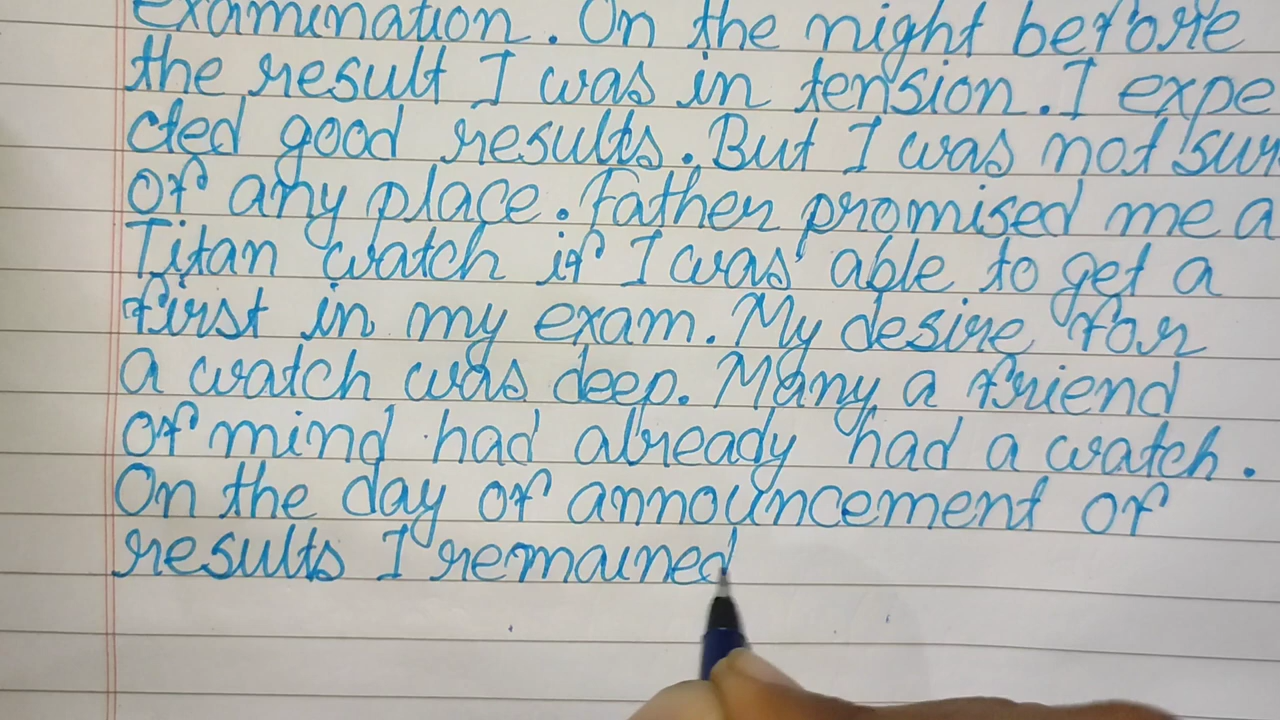 examination. On the night before
the result I was in tension. I expe
cted good results. But I was not sur
of any place. Father promised me a
Titan watch if I was able to get a
first in my exam. My desire for
a watch was deep. Many a friend
of mind had already had a watch.
On the day of announcement of
results I remained